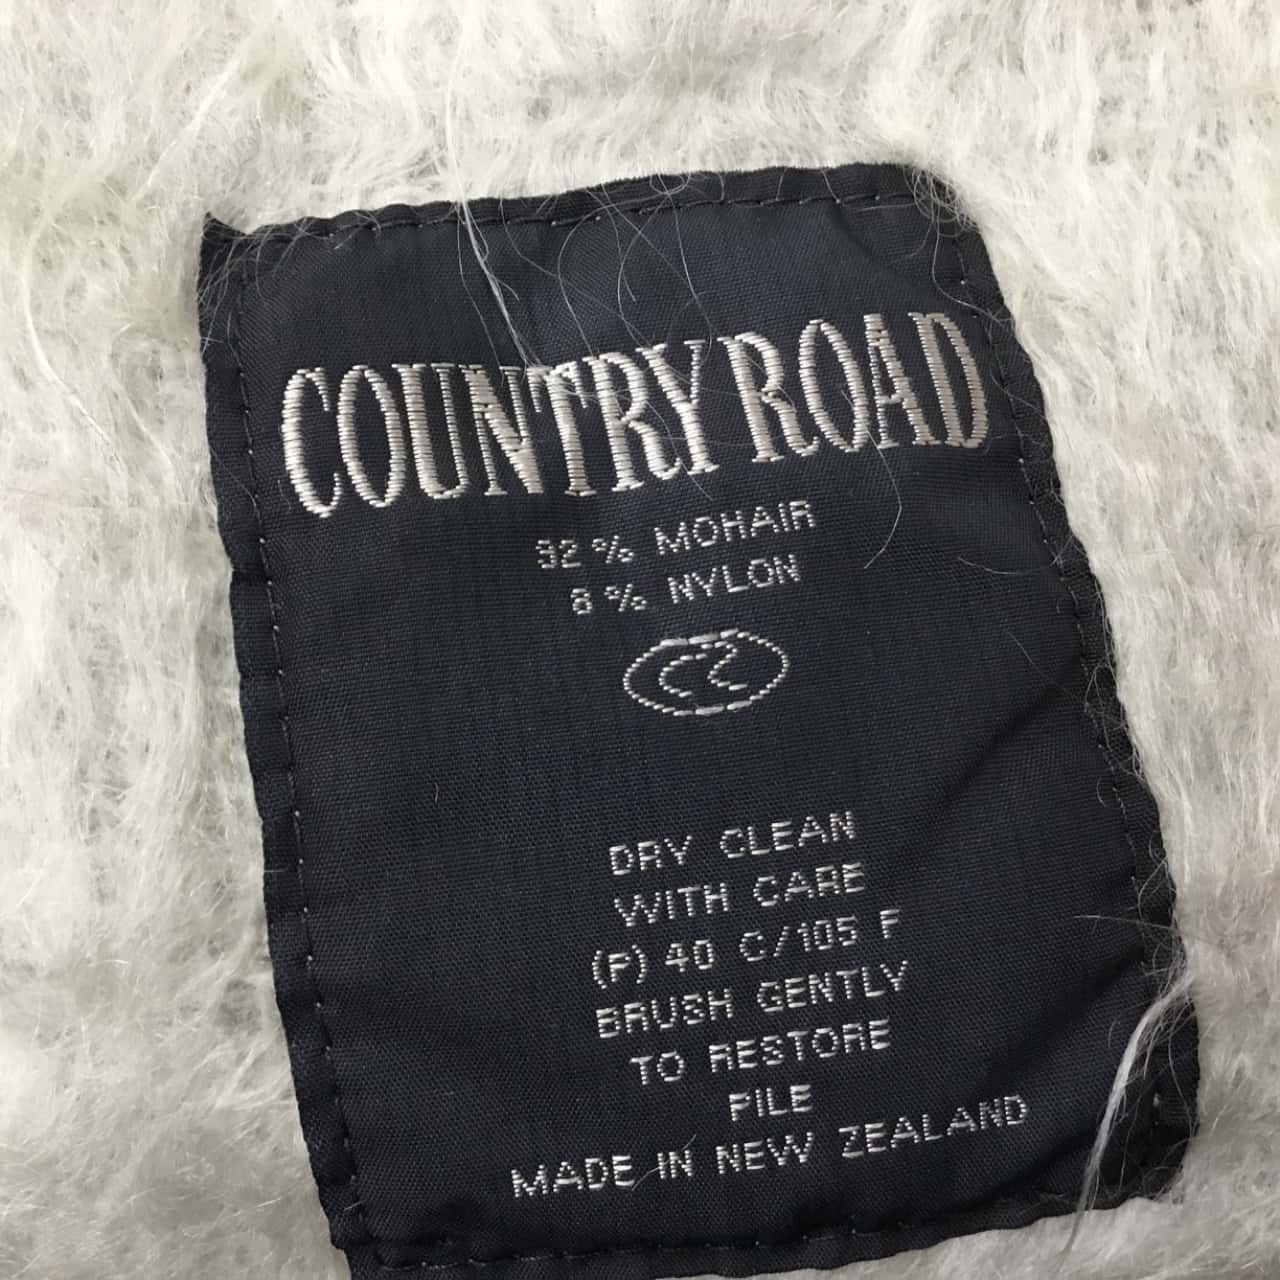 COUNTRY ROAD
92% MOHAIR
8% NYLON
CR
DRY CLEAN
WITH CARE
(P) 40 C/105 F
BRUSH GENTLY
TO RESTORE
PILE
MADE IN NEW ZEALAND